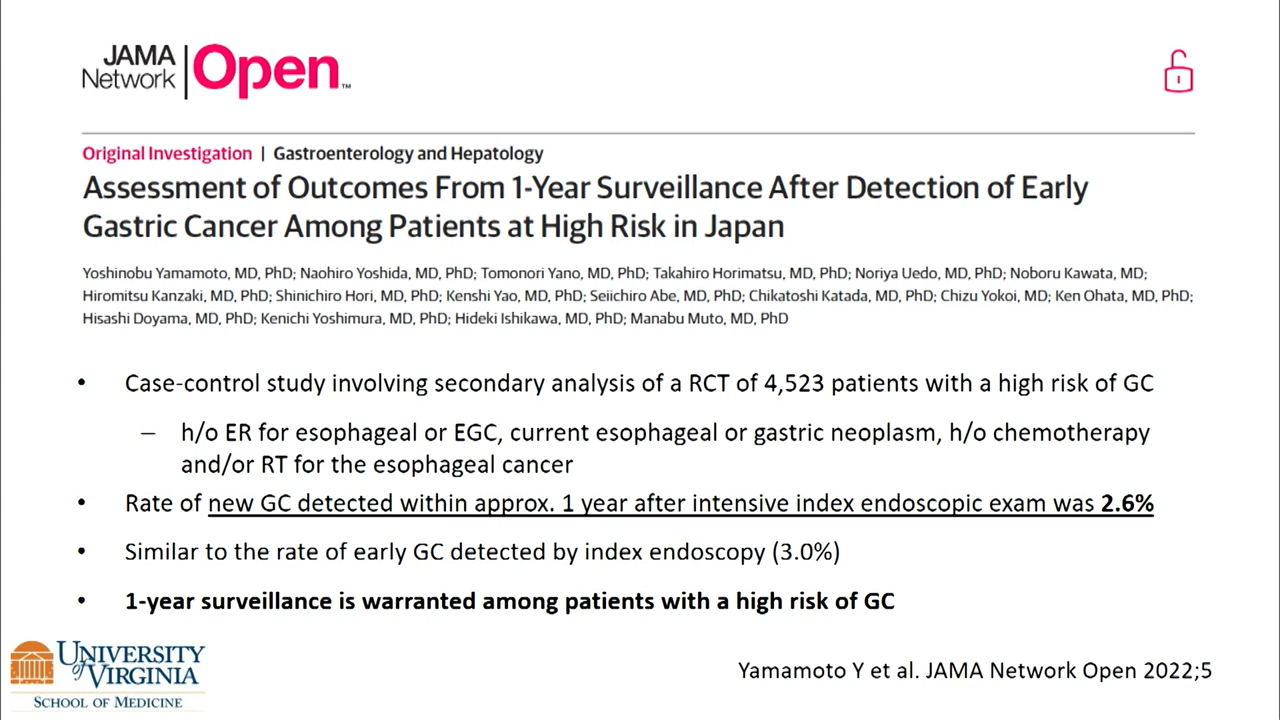 JAMA
Network
Open™
Original Investigation | Gastroenterology and Hepatology
Assessment of Outcomes From 1-Year Surveillance After Detection of Early
Gastric Cancer Among Patients at High Risk in Japan
Yoshinobu Yamamoto, MD, PhD; Naohiro Yoshida, MD, PhD; Tomonori Yano, MD, PhD; Takahiro Horimatsu, MD, PhD; Noriya Uedo, MD, PhD; Noboru Kawata, MD;
Hiromitsu Kanzaki, MD, PhD; Shinichiro Hori, MD, PhD; Kenshi Yao, MD, PhD; Seiichiro Abe, MD, PhD; Chikatoshi Katada, MD, PhD; Chizu Yokoi, MD; Ken Ohata, MD, PhD;
Hisashi Doyama, MD, PhD; Kenichi Yoshimura, MD, PhD; Hideki Ishikawa, MD, PhD; Manabu Muto, MD, PhD
• Case-control study involving secondary analysis of a RCT of 4,523 patients with a high risk of GC
– h/o ER for esophageal or EGC, current esophageal or gastric neoplasm, h/o chemotherapy
and/or RT for the esophageal cancer
• Rate of new GC detected within approx. 1 year after intensive index endoscopic exam was 2.6%
• Similar to the rate of early GC detected by index endoscopy (3.0%)
• 1-year surveillance is warranted among patients with a high risk of GC
UNIVERSITY
of VIRGINIA
SCHOOL OF MEDICINE
Yamamoto Y et al. JAMA Network Open 2022;5